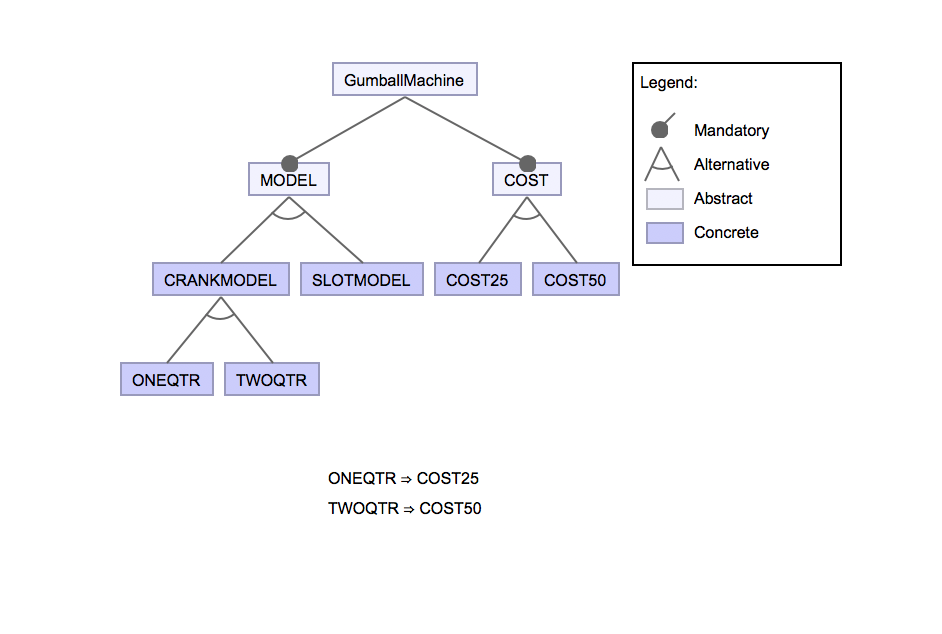 GumballMachine
Legend:
Mandatory
Alternative
Abstract
Concrete
MODEL
COST
CRANKMODEL
SLOTMODEL
COST25
COST50
ONEQTR
TWOQTR
ONEQTR ⇒ COST25
TWOQTR ⇒ COST50